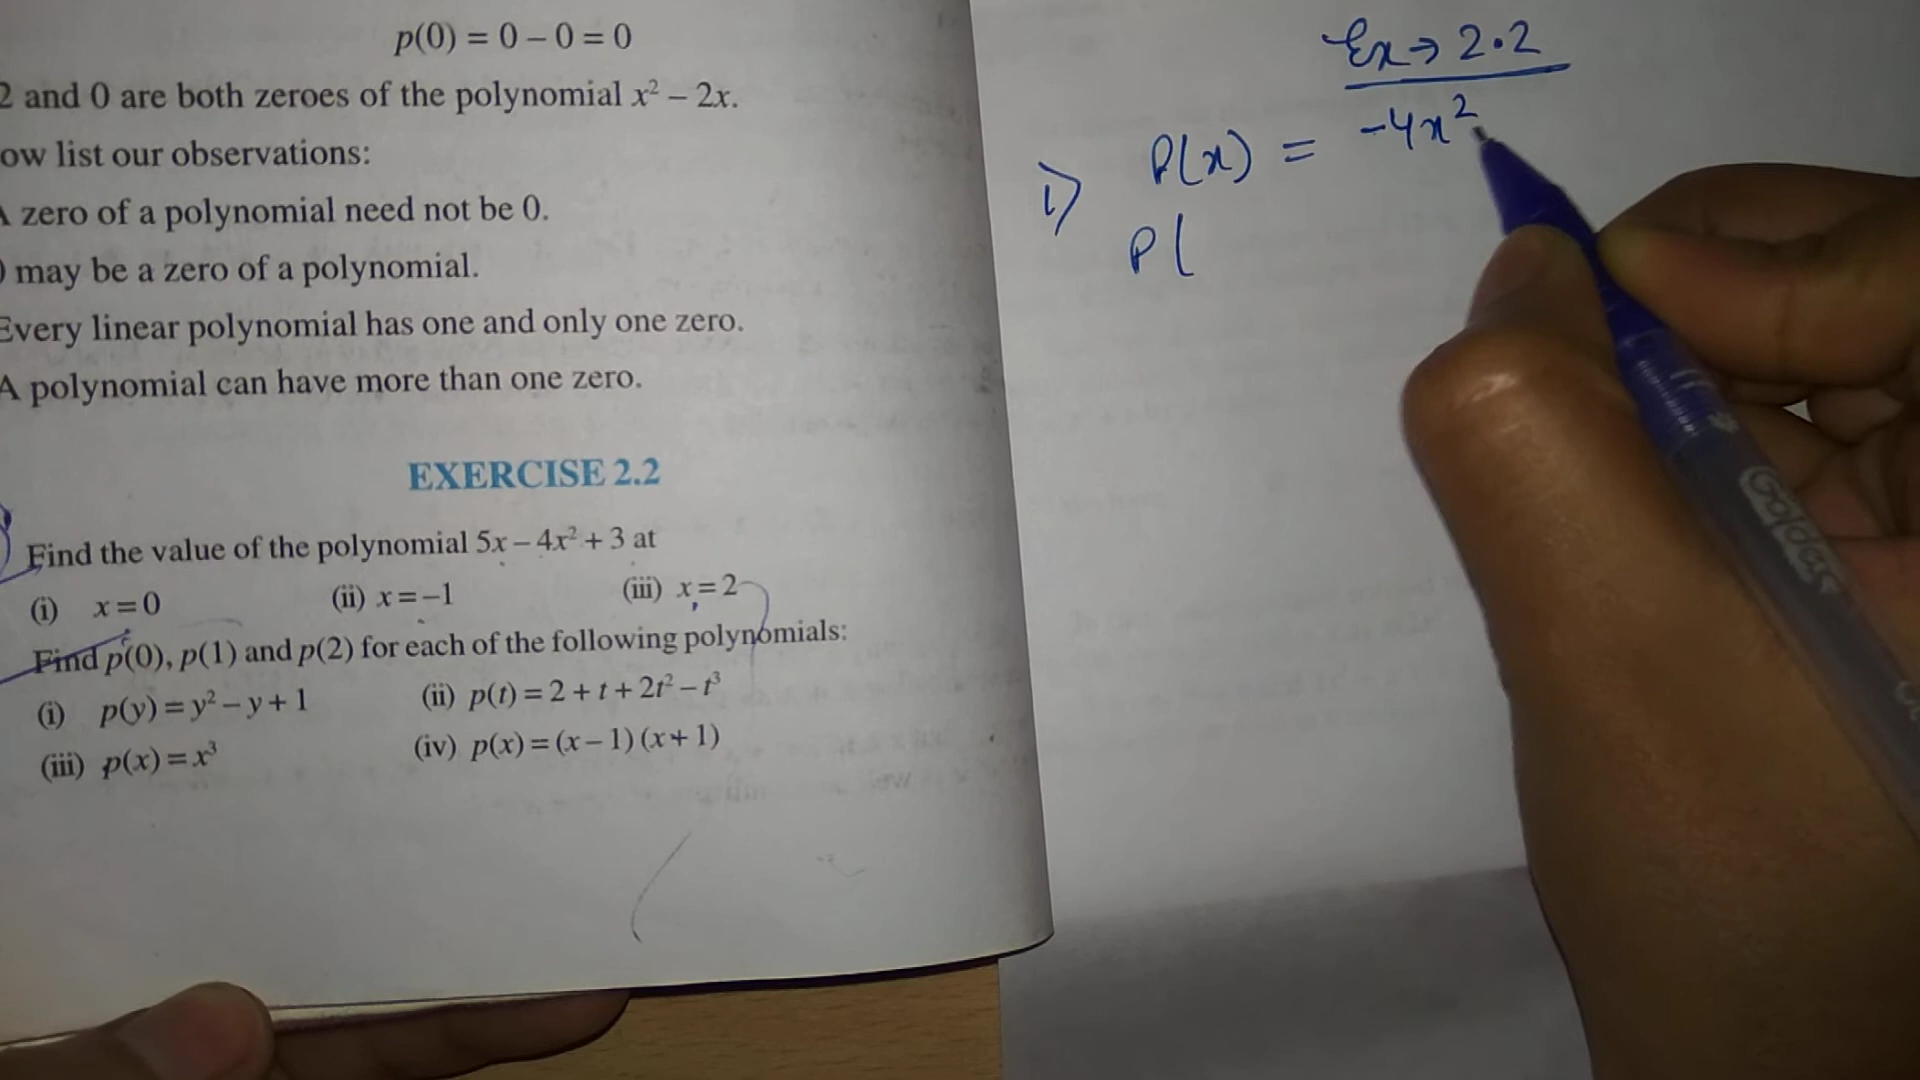 p(0) = 0 – 0 = 0
2 and 0 are both zeroes of the polynomial x² – 2x.
ow list our observations:
A zero of a polynomial need not be 0.
0 may be a zero of a polynomial.
Every linear polynomial has one and only one zero.
A polynomial can have more than one zero.
EXERCISE 2.2
Find the value of the polynomial 5x – 4x² + 3 at
(i) x = 0 (ii) x = –1 (iii) x = 2
Find p(0), p(1) and p(2) for each of the following polynomials:
(i) p(y) = y² – y + 1 (ii) p(t) = 2 + t + 2t² – t³
(iii) p(x) = x³ (iv) p(x) = (x – 1) (x + 1)
Ex → 2.2
i) P(x) = -4x²
P(
Goldex